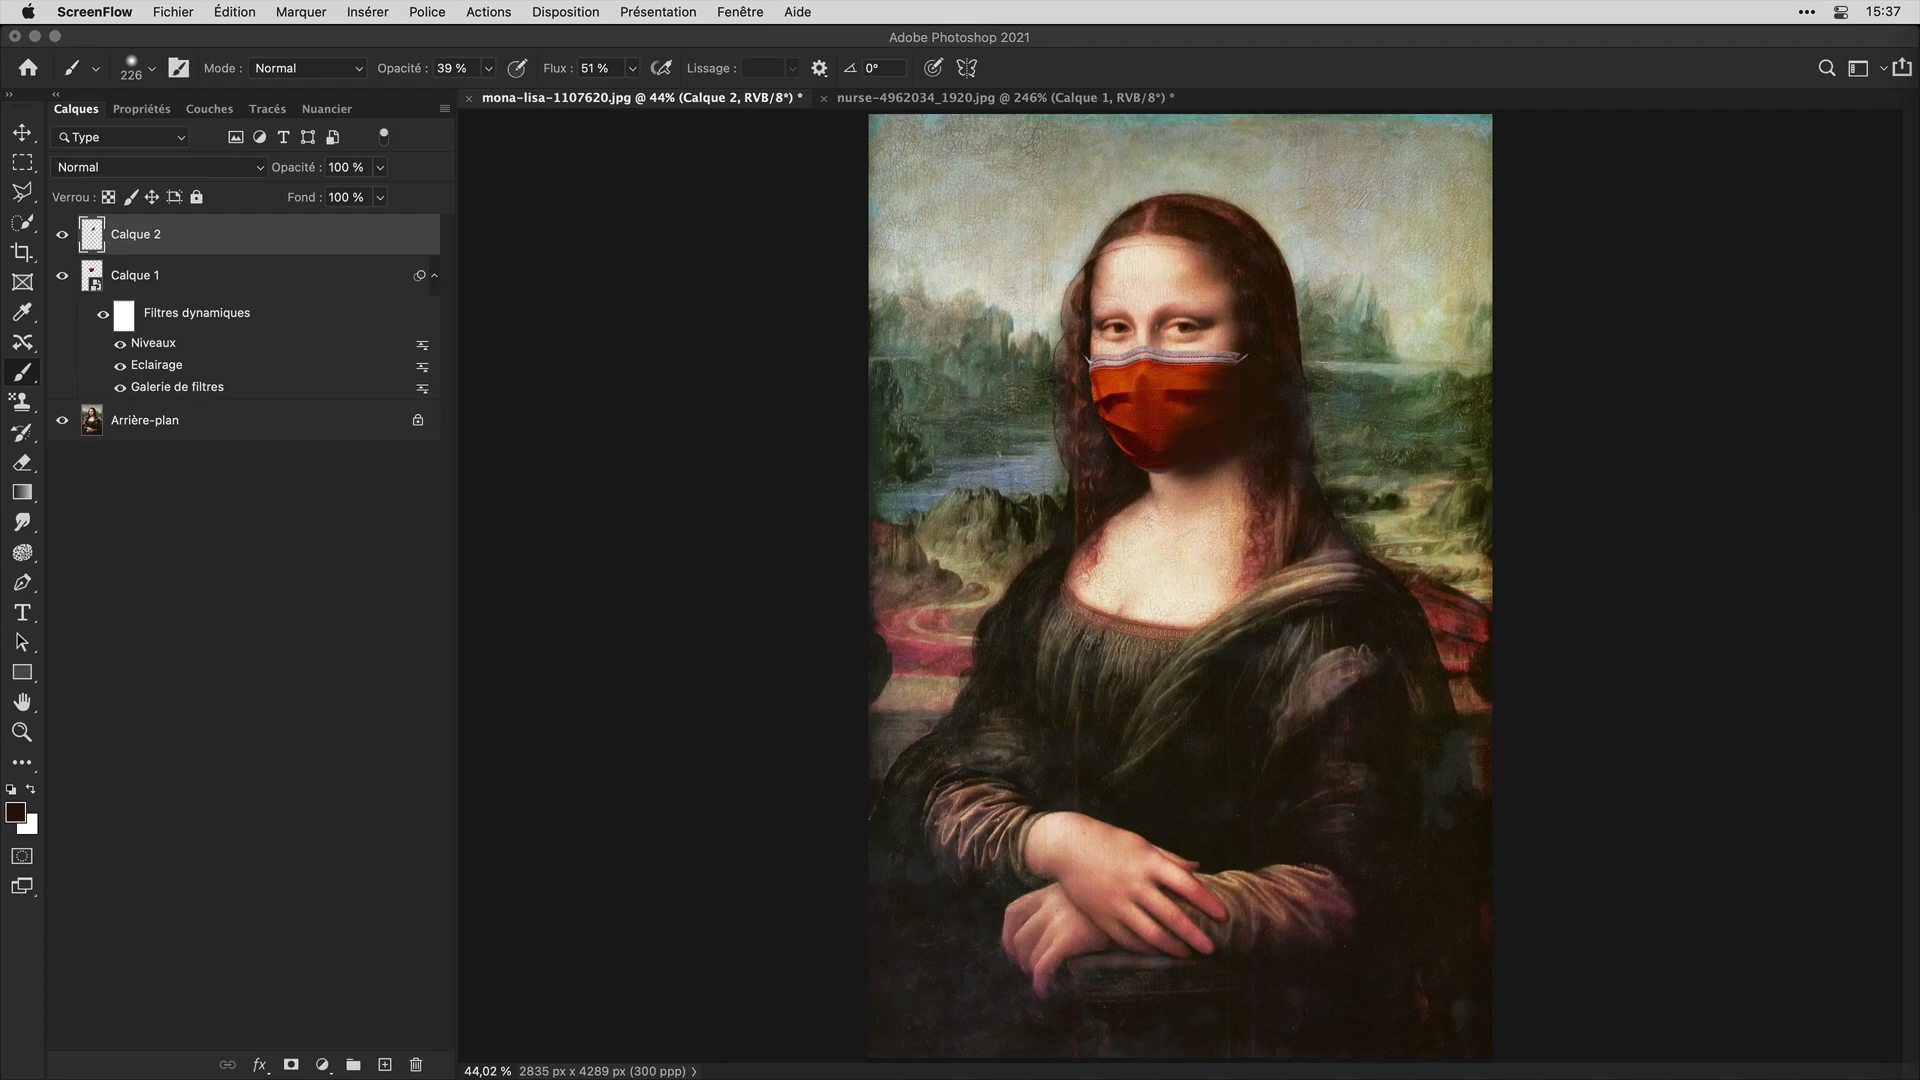 ScreenFlow Fichier Édition Marquer Insérer Police Actions Disposition Présentation Fenêtre Aide 15:37
Adobe Photoshop 2021
226 Mode : Normal Opacité : 39 % Flux : 51 % Lissage : 0°
Calques Propriétés Couches Tracés Nuancier
mona-lisa-1107620.jpg @ 44% (Calque 2, RVB/8*) * nurse-4962034_1920.jpg @ 246% (Calque 1, RVB/8*) *
Type
Normal Opacité : 100 %
Verrou : Fond : 100 %
Calque 2
Calque 1
Filtres dynamiques
Niveaux
Eclairage
Galerie de filtres
Arrière-plan
fx
44,02 % 2835 px x 4289 px (300 ppp)